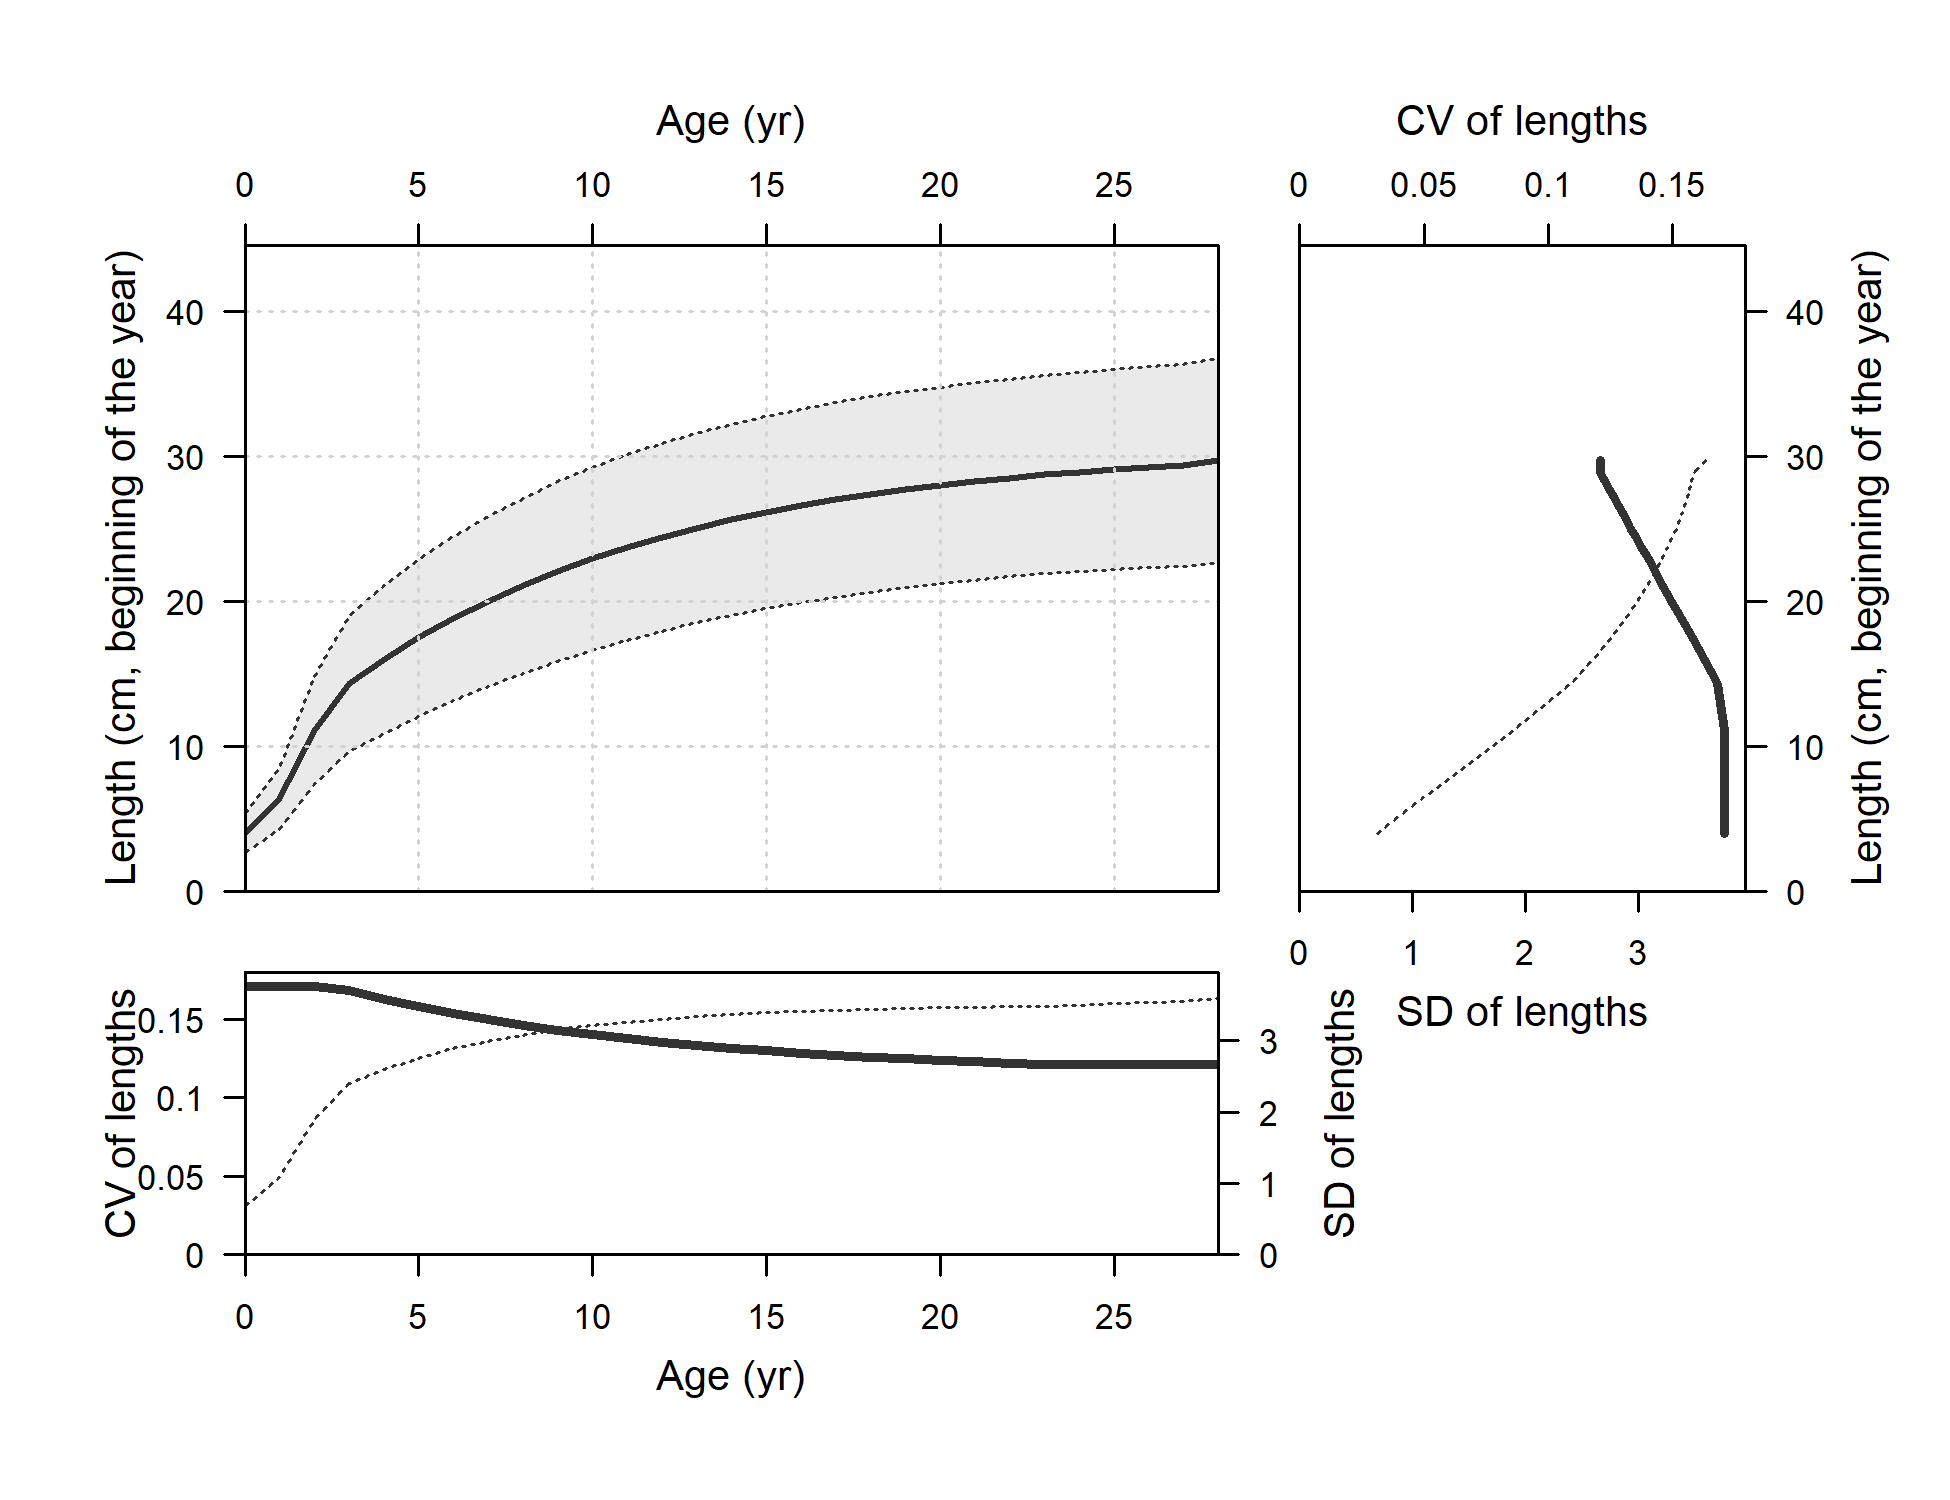 Age (yr)
CV of lengths
0 5 10 15 20 25
0 0.05 0.1 0.15
Length (cm, beginning of the year)
40
30
20
10
0
40
30
20
10
0
Length (cm, beginning of the year)
0 1 2 3
SD of lengths
CV of lengths
0.15
0.1
0.05
0
3
2
1
0
SD of lengths
0 5 10 15 20 25
Age (yr)